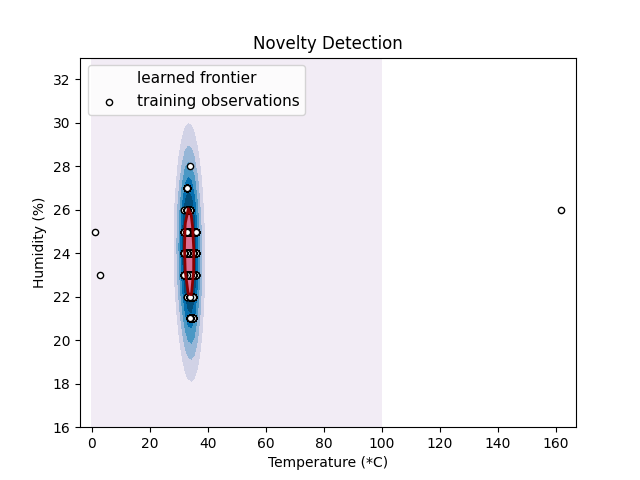 Novelty Detection
learned frontier
training observations
32
30
28
26
24
22
20
18
16
Humidity (%)
0 20 40 60 80 100 120 140 160
Temperature (*C)